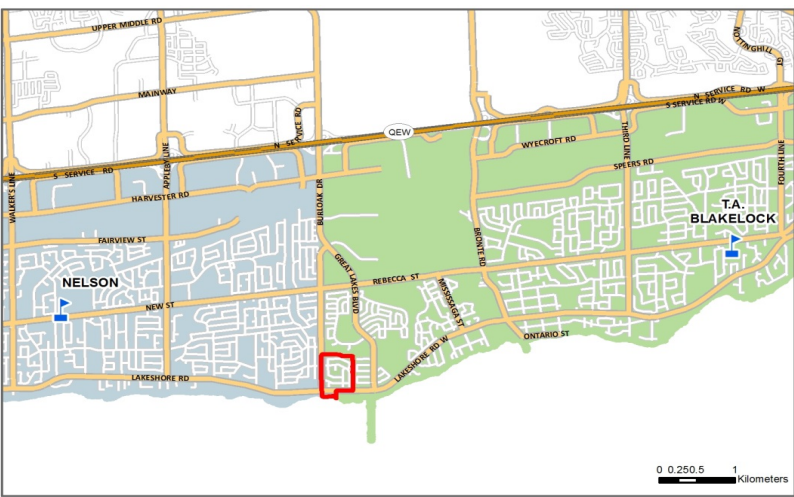 UPPER MIDDLE RD
NOTTINGHILL GT
MAINWAY
N SERVICE RD W
S SERVICE RD W
QEW
N SERVICE RD
WYECROFT RD
THIRD LINE
SPEERS RD
FOURTH LINE
WALKER'S LINE
S SERVICE RD
APPLEBY LINE
HARVESTER RD
BURLOAK DR
T.A.
BLAKELOCK
FAIRVIEW ST
BRONTE RD
GREAT LAKES BLVD
NELSON
REBECCA ST
MISSISSAGA ST
NEW ST
ONTARIO ST
LAKESHORE RD W
LAKESHORE RD
0 0.25 0.5 1
Kilometers